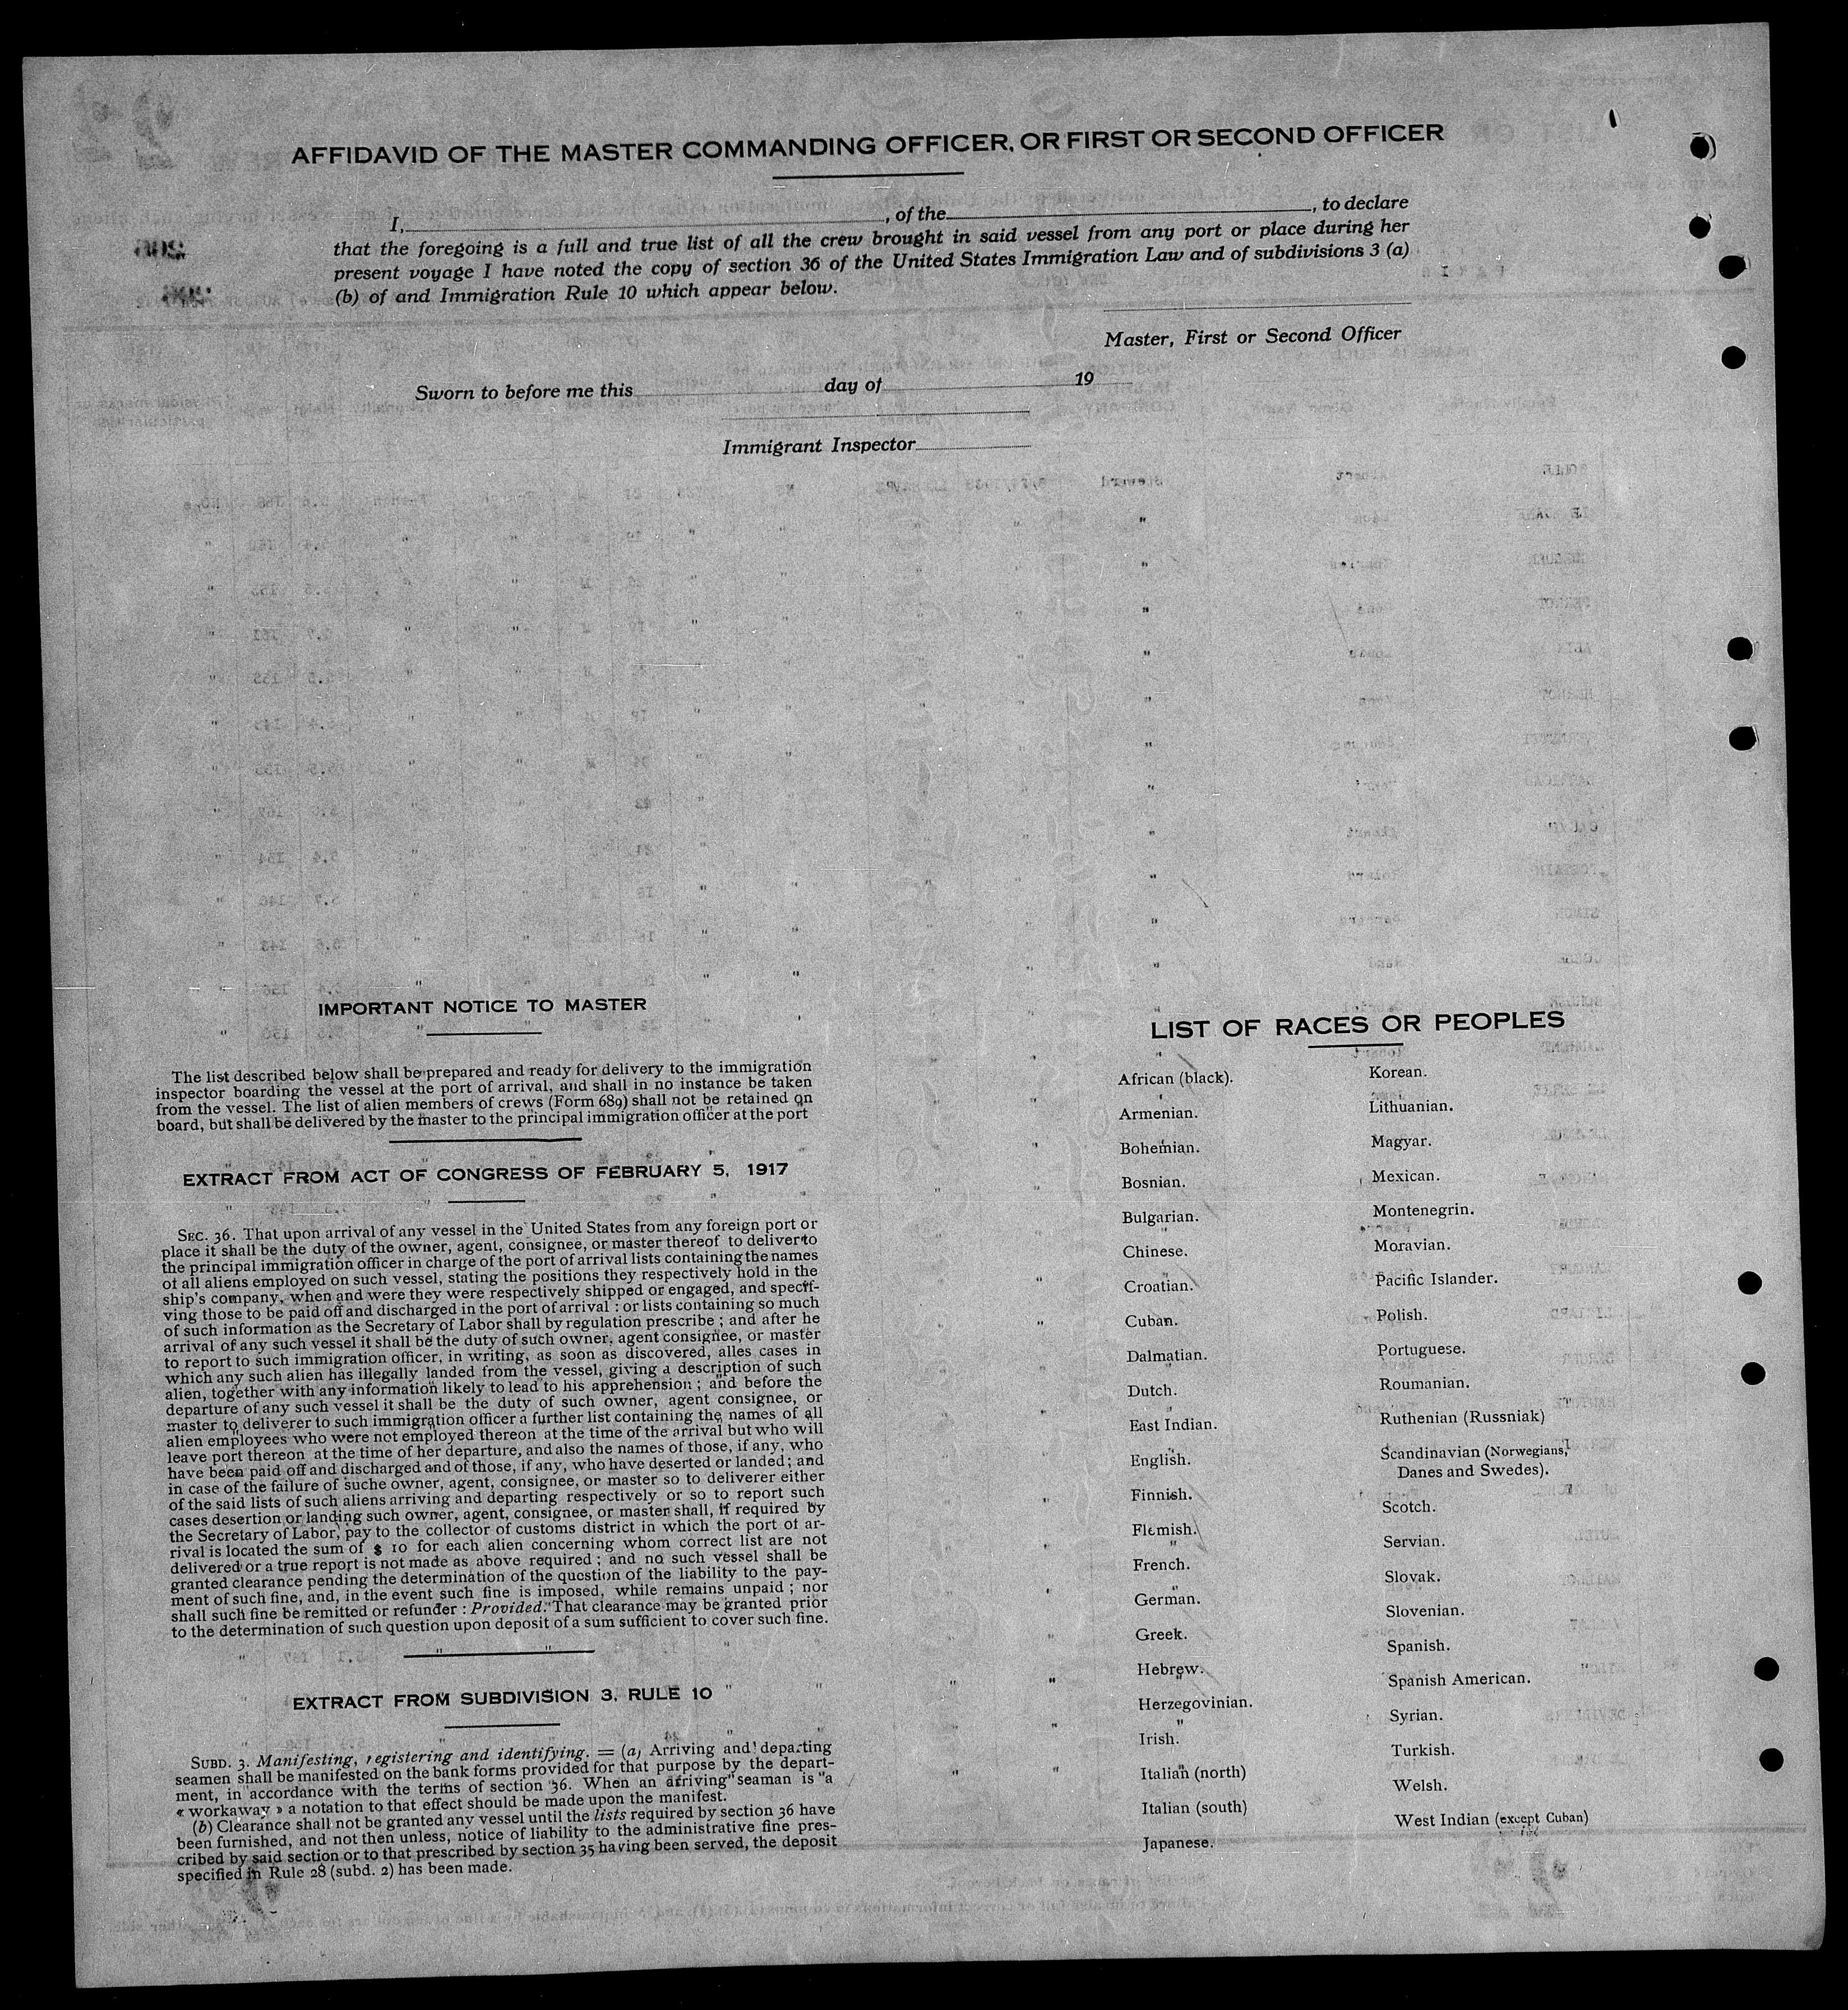 AFFIDAVID OF THE MASTER COMMANDING OFFICER, OR FIRST OR SECOND OFFICER
I, , of the , to declare
that the foregoing is a full and true list of all the crew brought in said vessel from any port or place during her
present voyage I have noted the copy of section 36 of the United States Immigration Law and of subdivisions 3 (a)
(b) of and Immigration Rule 10 which appear below.
Master, First or Second Officer
Sworn to before me this day of 19
Immigrant Inspector
IMPORTANT NOTICE TO MASTER
The list described below shall be prepared and ready for delivery to the immigration
inspector boarding the vessel at the port of arrival, and shall in no instance be taken
from the vessel. The list of alien members of crews (Form 689) shall not be retained on
board, but shall be delivered by the master to the principal immigration officer at the port
EXTRACT FROM ACT OF CONGRESS OF FEBRUARY 5, 1917
SEC. 36. That upon arrival of any vessel in the United States from any foreign port or
place it shall be the duty of the owner, agent, consignee, or master thereof to deliver to
the principal immigration officer in charge of the port of arrival lists containing the names
of all aliens employed on such vessel, stating the positions they respectively hold in the
ship's company, when and were they were respectively shipped or engaged, and specif-
ving those to be paid off and discharged in the port of arrival : or lists containing so much
of such information as the Secretary of Labor shall by regulation prescribe ; and after he
arrival of any such vessel it shall be the duty of such owner, agent consignee, or master
to report to such immigration officer, in writing, as soon as discovered, alles cases in
which any such alien has illegally landed from the vessel, giving a description of such
alien, together with any information likely to lead to his apprehension ; and before the
departure of any such vessel it shall be the duty of such owner, agent consignee, or
master to deliverer to such immigration officer a further list containing the names of all
alien employees who were not employed thereon at the time of the arrival but who will
leave port thereon at the time of her departure, and also the names of those, if any, who
have been paid off and discharged and of those, if any, who have deserted or landed ; and
in case of the failure of suche owner, agent, consignee, or master so to deliverer either
of the said lists of such aliens arriving and departing respectively or so to report such
cases desertion or landing such owner, agent, consignee, or master shall, if required by
the Secretary of Labor, pay to the collector of customs district in which the port of ar-
rival is located the sum of $ 10 for each alien concerning whom correct list are not
delivered or a true report is not made as above required ; and no such vessel shall be
granted clearance pending the determination of the question of the liability to the pay-
ment of such fine, and, in the event such fine is imposed, while remains unpaid ; nor
shall such fine be remitted or refunder : Provided. That clearance may be granted prior
to the determination of such question upon deposit of a sum sufficient to cover such fine.
EXTRACT FROM SUBDIVISION 3, RULE 10
SUBD. 3. Manifesting, registering and identifying. = (a) Arriving and departing
seamen shall be manifested on the bank forms provided for that purpose by the depart-
ment, in accordance with the terms of section 36. When an arriving seaman is "a
« workaway » a notation to that effect should be made upon the manifest.
(b) Clearance shall not be granted any vessel until the lists required by section 36 have
been furnished, and not then unless, notice of liability to the administrative fine pres-
cribed by said section or to that prescribed by section 35 having been served, the deposit
specified in Rule 28 (subd. 2) has been made.
LIST OF RACES OR PEOPLES
African (black).
Armenian.
Bohemian.
Bosnian.
Bulgarian.
Chinese.
Croatian.
Cuban.
Dalmatian.
Dutch.
East Indian.
English.
Finnish.
Flemish.
French.
German.
Greek.
Hebrew.
Herzegovinian.
Irish.
Italian (north)
Italian (south)
Japanese.
Korean.
Lithuanian.
Magyar.
Mexican.
Montenegrin.
Moravian.
Pacific Islander.
Polish.
Portuguese.
Roumanian.
Ruthenian (Russniak)
Scandinavian (Norwegians,
Danes and Swedes).
Scotch.
Servian.
Slovak.
Slovenian.
Spanish.
Spanish American.
Syrian.
Turkish.
Welsh.
West Indian (except Cuban)